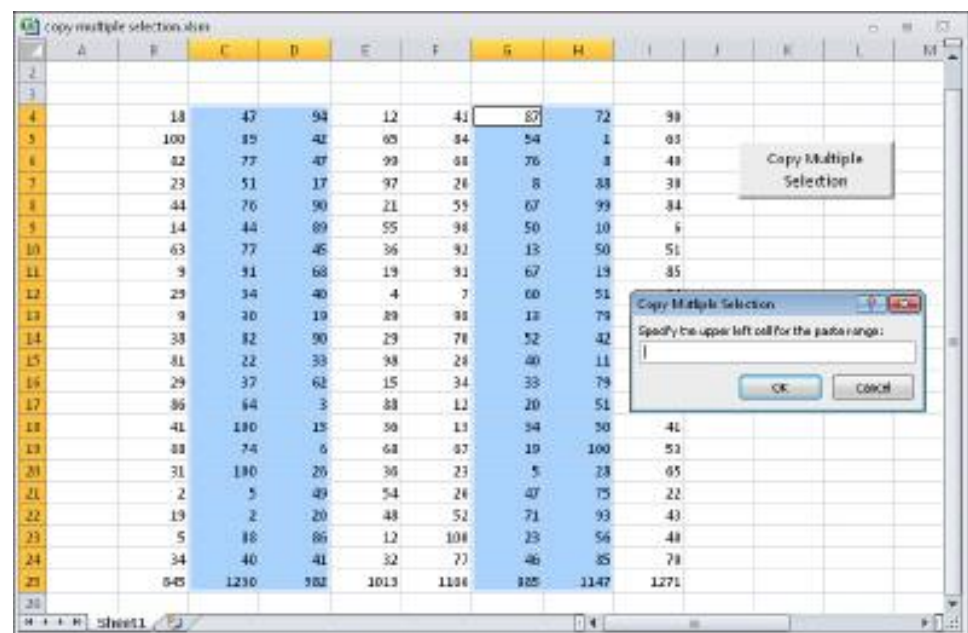 copy multiple selection.xlsm
A B C D E F G H I J K L M
2
3
4 18 47 94 12 41 87 72 90
5 100 89 42 65 84 54 1 63
6 82 77 47 99 68 76 8 40
7 23 51 17 97 26 8 88 30
8 44 76 90 21 59 67 99 84
9 14 44 89 55 98 50 10 6
10 63 77 45 36 92 13 50 51
11 9 91 68 19 91 67 19 85
12 29 34 40 4 7 60 51
13 9 30 19 89 98 13 79
14 38 82 90 29 78 52 42
15 81 22 33 98 28 40 11
16 29 37 62 15 34 33 79
17 86 64 3 88 12 20 51
18 41 100 15 36 13 34 50 41
19 88 74 6 68 67 19 100 53
20 31 100 26 36 23 5 28 65
21 2 5 49 54 26 47 75 22
22 19 2 20 48 52 71 93 43
23 5 88 86 12 100 23 56 48
24 34 40 41 32 77 46 85 70
25 845 1230 982 1013 1186 885 1147 1271
26
Copy Multiple
Selection
Copy Mutliple Selection
Specify the upper left cell for the paste range:
OK Cancel
Sheet1